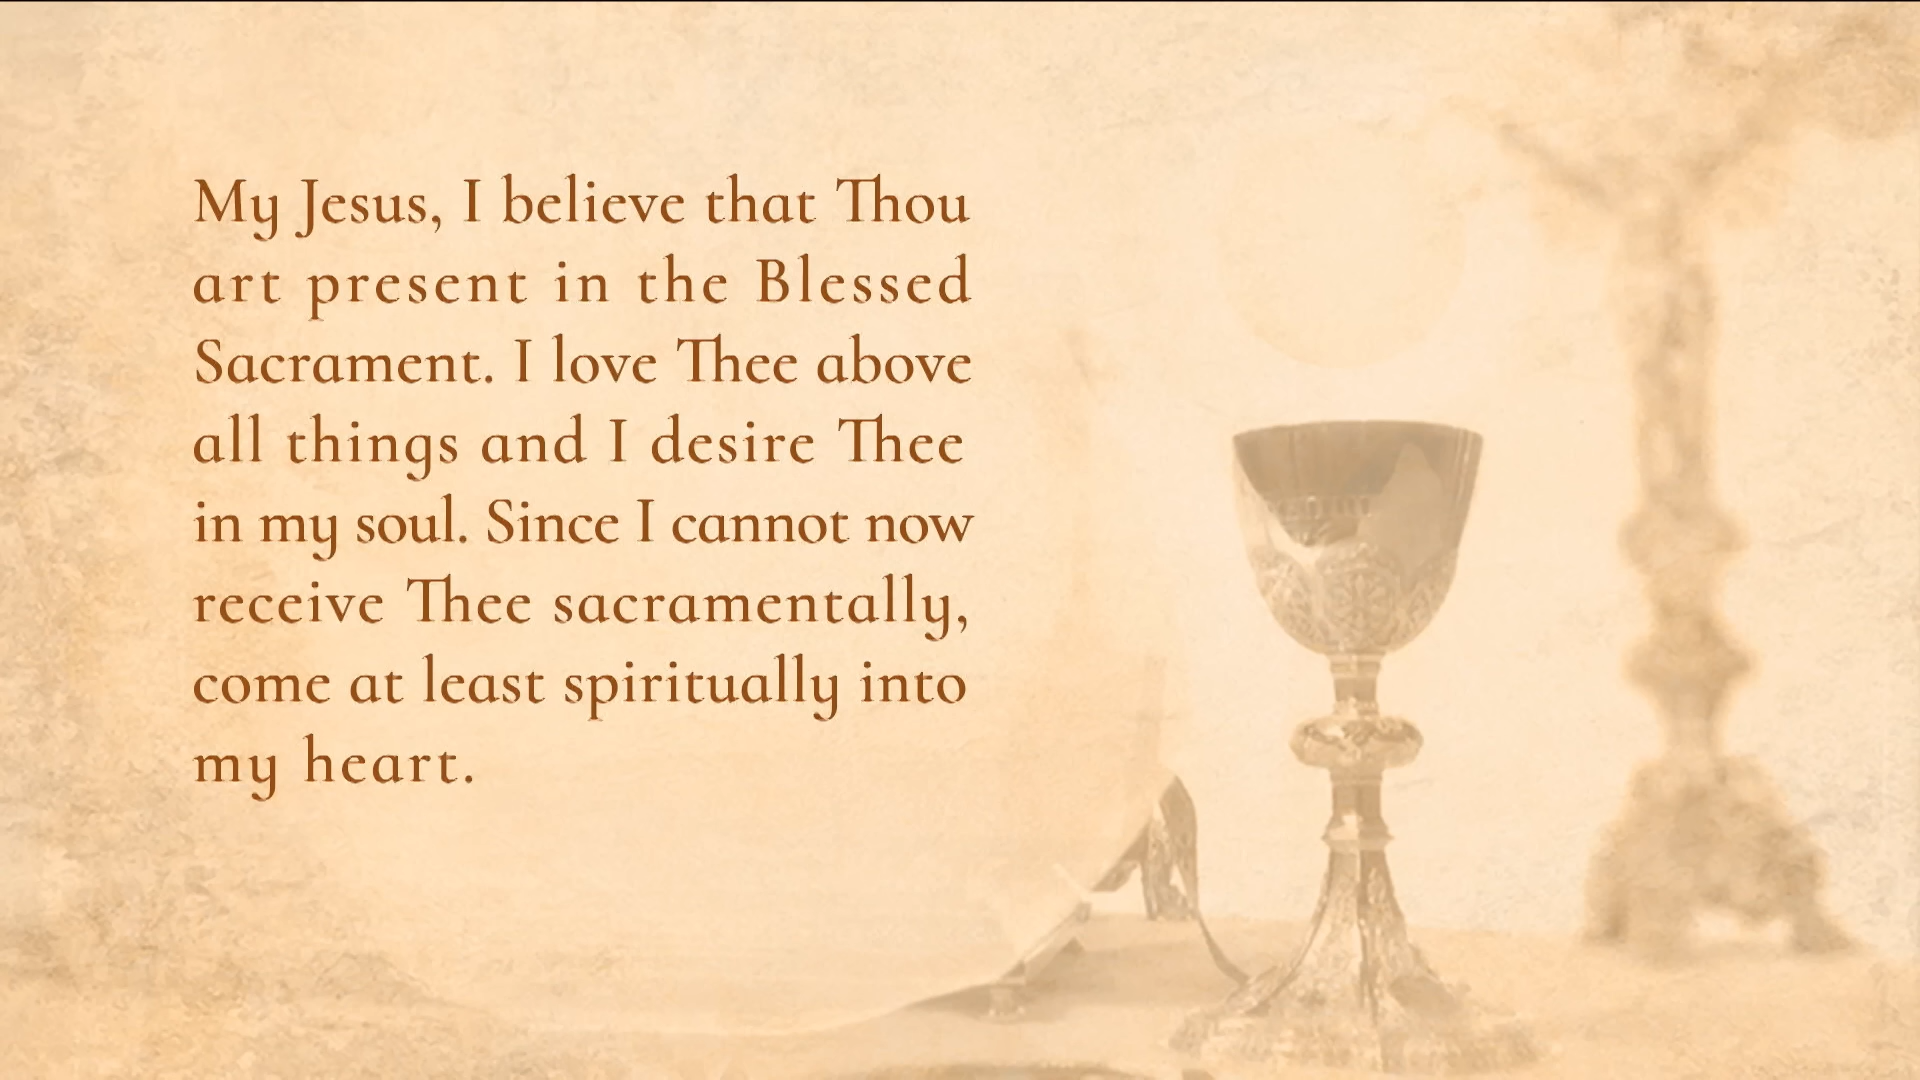 My Jesus, I believe that Thou
art present in the Blessed
Sacrament. I love Thee above
all things and I desire Thee
in my soul. Since I cannot now
receive Thee sacramentally,
come at least spiritually into
my heart.